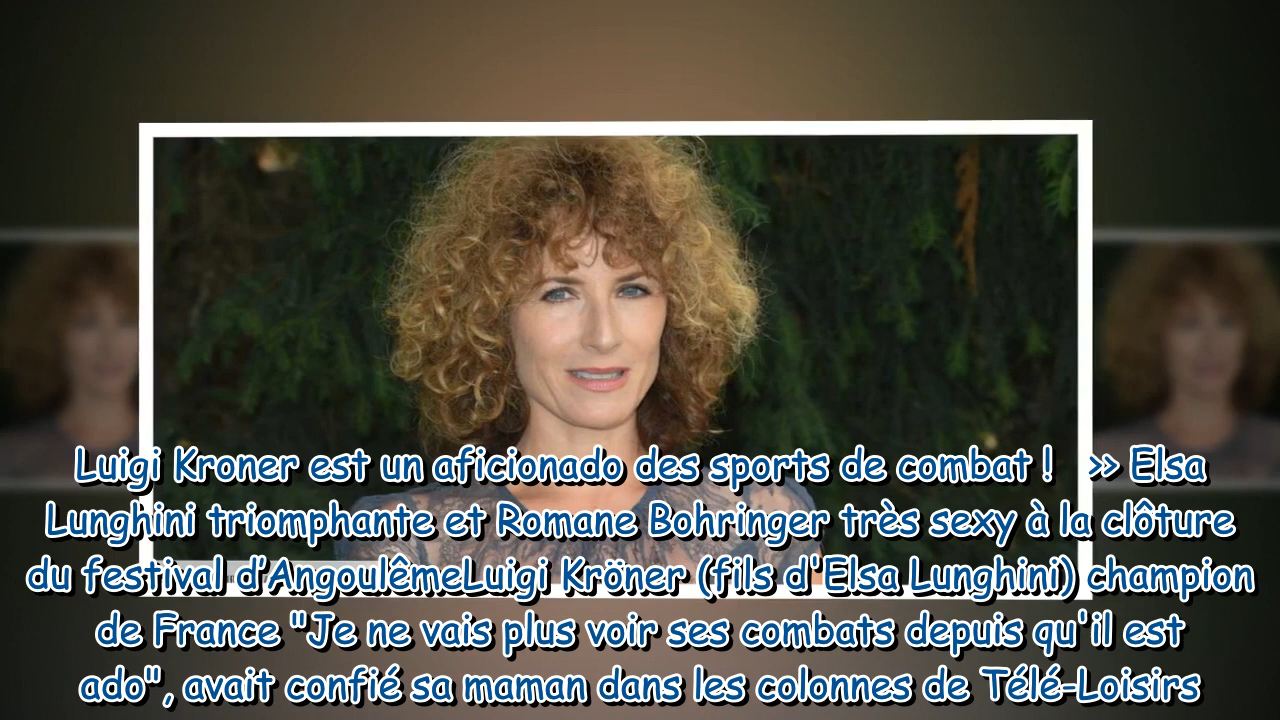 Luigi Kroner est un aficionado des sports de combat !   >> Elsa
Lunghini triomphante et Romane Bohringer très sexy à la clôture
du festival d’AngoulêmeLuigi Kröner (fils d'Elsa Lunghini) champion
de France "Je ne vais plus voir ses combats depuis qu'il est
ado", avait confié sa maman dans les colonnes de Télé-Loisirs